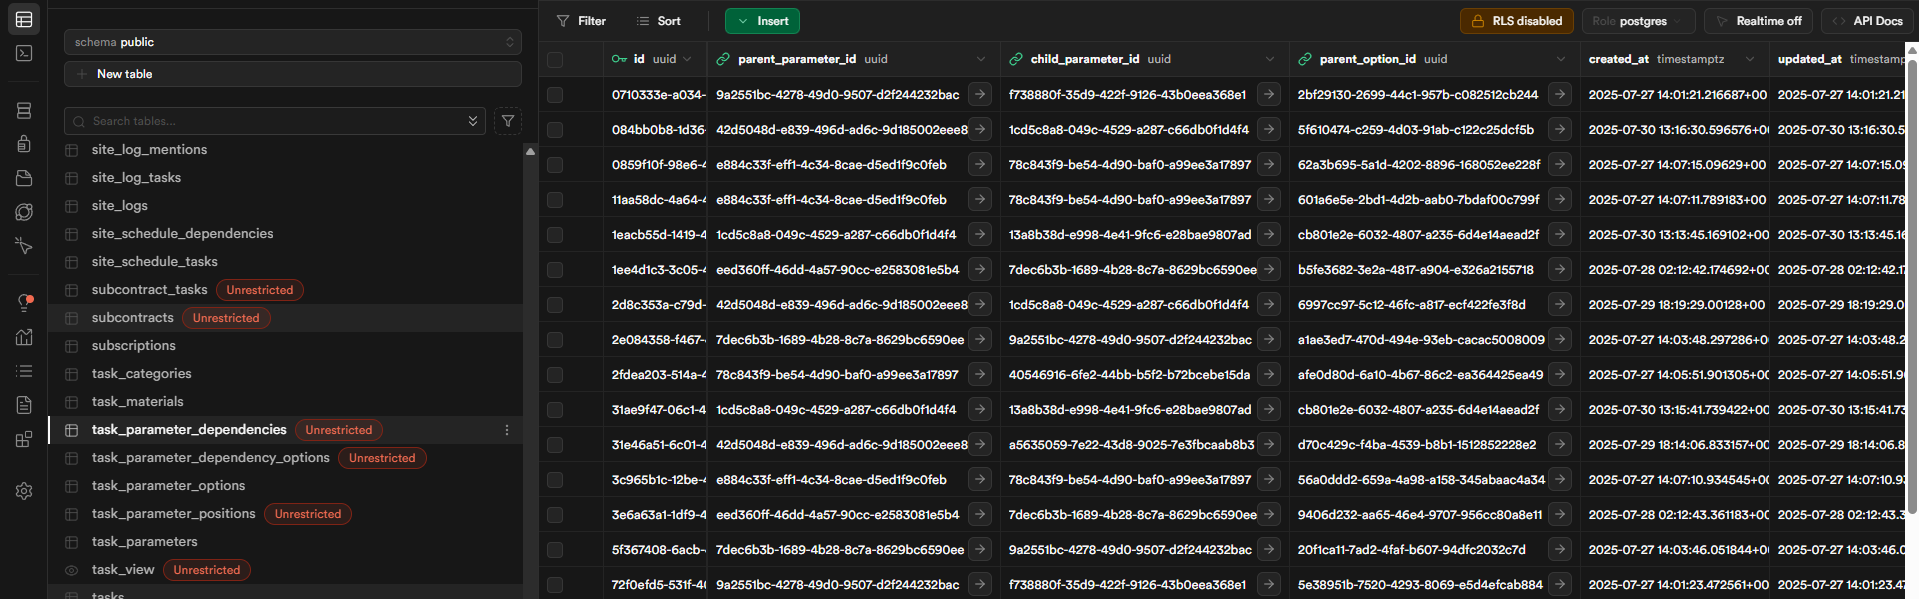 schema public
New table
Search tables...
site_log_mentions
site_log_tasks
site_logs
site_schedule_dependencies
site_schedule_tasks
subcontract_tasks Unrestricted
subcontracts Unrestricted
subscriptions
task_categories
task_materials
task_parameter_dependencies Unrestricted
task_parameter_dependency_options Unrestricted
task_parameter_options
task_parameter_positions Unrestricted
task_parameters
task_view Unrestricted
tasks
Filter Sort Insert RLS disabled Role postgres Realtime off API Docs
id uuid parent_parameter_id uuid child_parameter_id uuid parent_option_id uuid created_at timestamptz updated_at timestamp
0710333e-a034- 9a2551bc-4278-49d0-9507-d2f244232bac f738880f-35d9-422f-9126-43b0eea368e1 2bf29130-2699-44c1-957b-c082512cb244 2025-07-27 14:01:21.216687+00 2025-07-27 14:01:21.21
084bb0b8-1d36- 42d5048d-e839-496d-ad6c-9d185002eee8 1cd5c8a8-049c-4529-a287-c66db0f1d4f4 5f610474-c259-4d03-91ab-c122c25dcf5b 2025-07-30 13:16:30.596576+0 2025-07-30 13:16:30.5
0859f10f-98e6-4 e884c33f-eff1-4c34-8cae-d5ed1f9c0feb 78c843f9-be54-4d90-baf0-a99ee3a17897 62a3b695-5a1d-4202-8896-168052ee228f 2025-07-27 14:07:15.09629+00 2025-07-27 14:07:15.09
11aa58dc-4a64-4 e884c33f-eff1-4c34-8cae-d5ed1f9c0feb 78c843f9-be54-4d90-baf0-a99ee3a17897 601a6e5e-2bd1-4d2b-aab0-7bdaf00c799f 2025-07-27 14:07:11.789183+00 2025-07-27 14:07:11.78
1eacb55d-1419-4 1cd5c8a8-049c-4529-a287-c66db0f1d4f4 13a8b38d-e998-4e41-9fc6-e28bae9807ad cb801e2e-6032-4807-a235-6d4e14aead2f 2025-07-30 13:13:45.169102+00 2025-07-30 13:13:45.16
1ee4d1c3-3c05-4 eed360ff-46dd-4a57-90cc-e2583081e5b4 7dec6b3b-1689-4b28-8c7a-8629bc6590ee b5fe3682-3e2a-4817-a904-e326a2155718 2025-07-28 02:12:42.174692+00 2025-07-28 02:12:42.17
2d8c353a-c79d- 42d5048d-e839-496d-ad6c-9d185002eee8 1cd5c8a8-049c-4529-a287-c66db0f1d4f4 6997cc97-5c12-46fc-a817-ecf422fe3f8d 2025-07-29 18:19:29.00128+00 2025-07-29 18:19:29.0
2e084358-f467- 7dec6b3b-1689-4b28-8c7a-8629bc6590ee 9a2551bc-4278-49d0-9507-d2f244232bac a1ae3ed7-470d-494e-93eb-cacac5008009 2025-07-27 14:03:48.297286+0 2025-07-27 14:03:48.2
2fdea203-514a-4 78c843f9-be54-4d90-baf0-a99ee3a17897 40546916-6fe2-44bb-b5f2-b72bcebe15da afe0d80d-6a10-4b67-86c2-ea364425ea49 2025-07-27 14:05:51.901305+00 2025-07-27 14:05:51.9
31ae9f47-06c1-4 1cd5c8a8-049c-4529-a287-c66db0f1d4f4 13a8b38d-e998-4e41-9fc6-e28bae9807ad cb801e2e-6032-4807-a235-6d4e14aead2f 2025-07-30 13:15:41.739422+00 2025-07-30 13:15:41.73
31e46a51-6c01-4 42d5048d-e839-496d-ad6c-9d185002eee8 a5635059-7e22-43d8-9025-7e3fbcaab8b3 d70c429c-f4ba-4539-b8b1-1512852228e2 2025-07-29 18:14:06.833157+00 2025-07-29 18:14:06.8
3c965b1c-12be-4 e884c33f-eff1-4c34-8cae-d5ed1f9c0feb 78c843f9-be54-4d90-baf0-a99ee3a17897 56a0ddd2-659a-4a98-a158-345abaac4a34 2025-07-27 14:07:10.934545+00 2025-07-27 14:07:10.93
3e6a63a1-1df9-4 eed360ff-46dd-4a57-90cc-e2583081e5b4 7dec6b3b-1689-4b28-8c7a-8629bc6590ee 9406d232-aa65-46e4-9707-956cc80a8e11 2025-07-28 02:12:43.361183+00 2025-07-28 02:12:43.3
5f367408-6acb- 7dec6b3b-1689-4b28-8c7a-8629bc6590ee 9a2551bc-4278-49d0-9507-d2f244232bac 20f1ca11-7ad2-4faf-b607-94dfc2032c7d 2025-07-27 14:03:46.051844+0 2025-07-27 14:03:46.0
72f0efd5-531f-4 9a2551bc-4278-49d0-9507-d2f244232bac f738880f-35d9-422f-9126-43b0eea368e1 5e38951b-7520-4293-8069-e5d4efcab884 2025-07-27 14:01:23.472561+00 2025-07-27 14:01:23.47